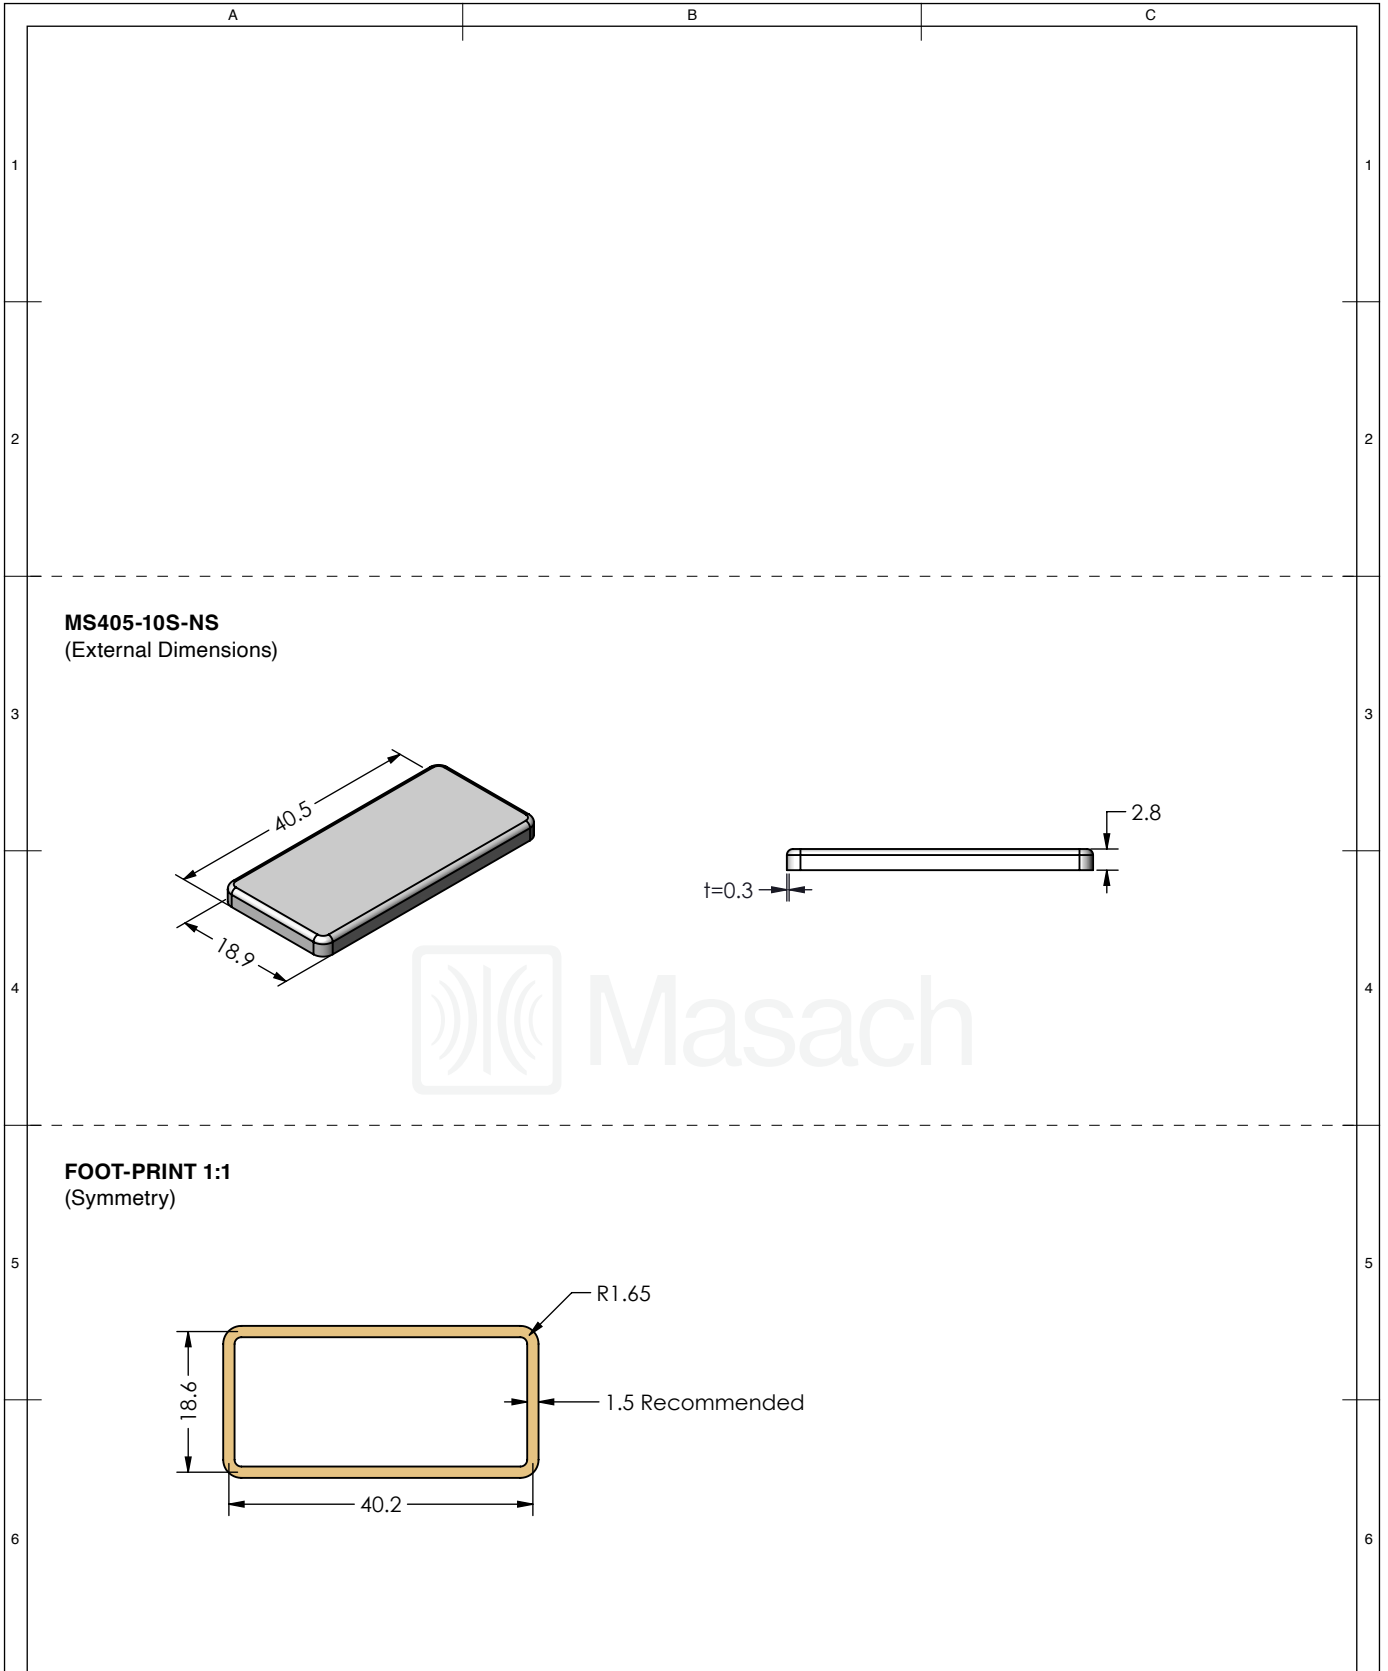 A B C
1 1
2 2
MS405-10S-NS
(External Dimensions)
3 3
40.5
2.8
t=0.3
18.9
4 4
Masach
FOOT-PRINT 1:1
(Symmetry)
5 5
R1.65
18.6
1.5 Recommended
40.2
6 6